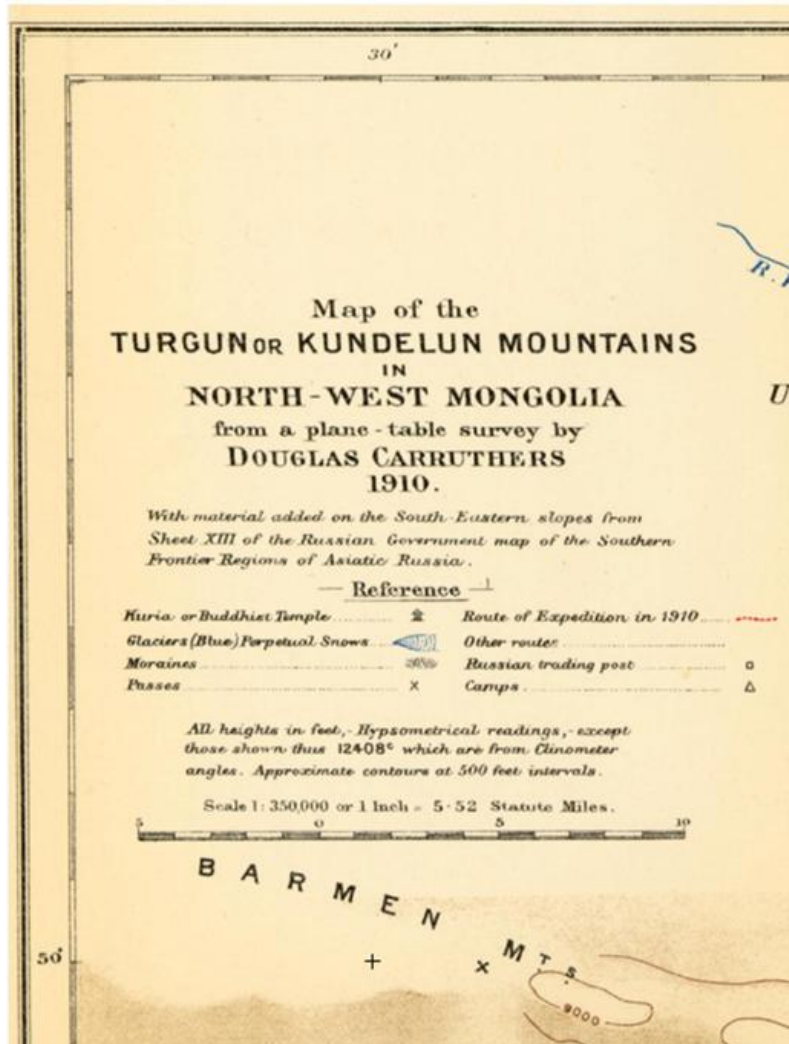 30'
R.
U
Map of the
TURGUN OR KUNDELUN MOUNTAINS
IN
NORTH-WEST MONGOLIA
from a plane-table survey by
DOUGLAS CARRUTHERS
1910.
With material added on the South-Eastern slopes from
Sheet XIII of the Russian Government map of the Southern
Frontier Regions of Asiatic Russia.
Reference
Kuria or Buddhist Temple Route of Expedition in 1910
Glaciers (Blue) Perpetual Snows Other routes
Moraines Russian trading post
Passes x Camps
All heights in feet,- Hypsometrical readings,- except
those shown thus 12408ᶜ which are from Clinometer
angles. Approximate contours at 500 feet intervals.
Scale 1:350,000 or 1 Inch = 5·52 Statute Miles.
5 0 5 10
BARMEN MTS.
50'
9000